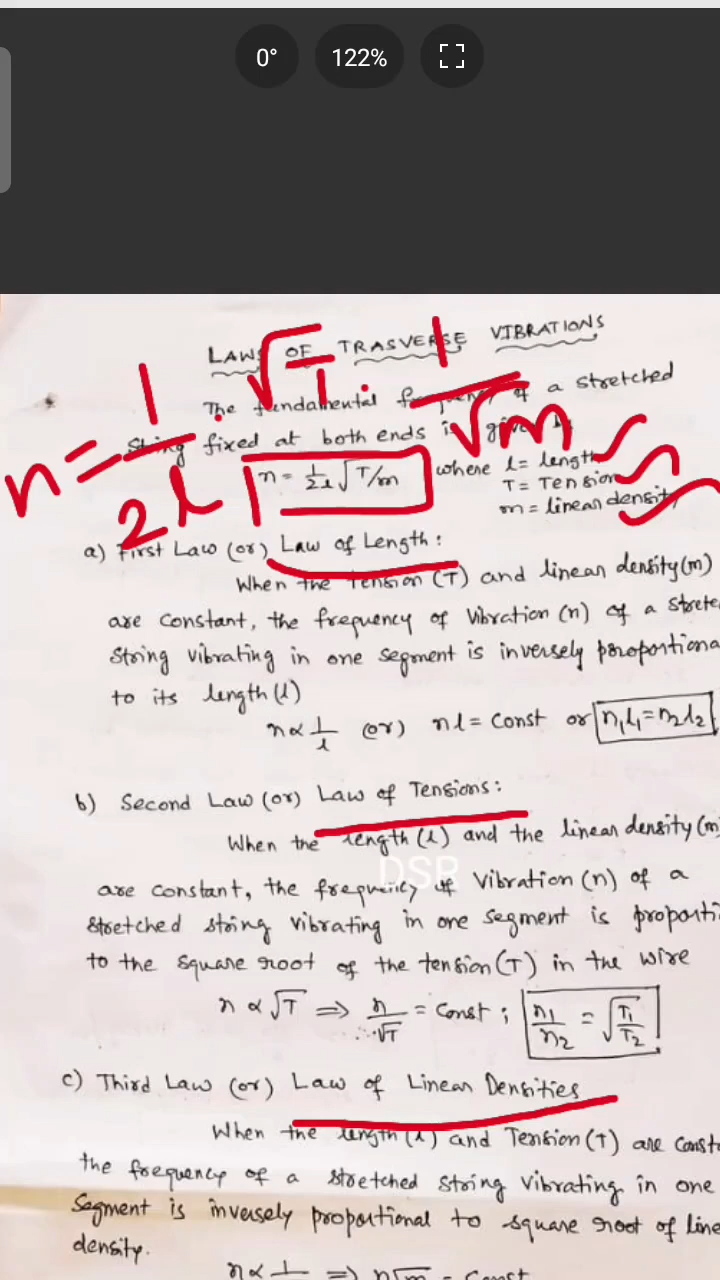 0° 122%
LAWS OF TRASVERSE VIBRATIONS
The fundamental frequency of a stretched
string fixed at both ends is given by
n = 1/2l √T/m where l = length
T = Tension
m = linear density
n = 1/2l · √T/1 · 1/√m
a) First Law (or) Law of Length:
When the Tension (T) and linear density (m)
are constant, the frequency of vibration (n) of a stretc
string vibrating in one segment is inversely poroportiona
to its length (l)
n ∝ 1/l (or) nl = Const or n₁l₁ = n₂l₂
b) Second Law (or) Law of Tensions:
When the length (l) and the linear density (m
DSR
are constant, the frequency of Vibration (n) of a
stretched string vibrating in one segment is proporti
to the square root of the tension (T) in the wire
n ∝ √T ⇒ n/√T = Const ; n₁/n₂ = √T₁/T₂
c) Third Law (or) Law of Linear Densities
When the length (l) and Tension (T) are const
the frequency of a stretched string vibrating in one
segment is inversely proportional to square root of line
density.
n ∝ 1 ⇒ n√m = Const